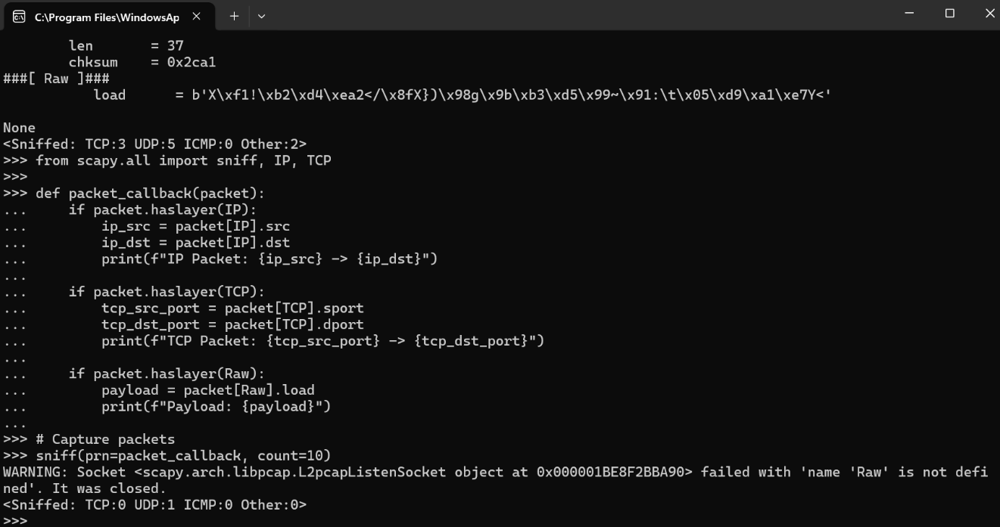 C:\Program Files\WindowsAp
len = 37
chksum = 0x2ca1
###[ Raw ]###
load = b'X\xf1!\xb2\xd4\xea2</\x8fX})\x98g\x9b\xb3\xd5\x99~\x91:\t\x05\xd9\xa1\xe7Y<'
None
<Sniffed: TCP:3 UDP:5 ICMP:0 Other:2>
>>> from scapy.all import sniff, IP, TCP
>>>
>>> def packet_callback(packet):
...     if packet.haslayer(IP):
...         ip_src = packet[IP].src
...         ip_dst = packet[IP].dst
...         print(f"IP Packet: {ip_src} -> {ip_dst}")
...
...     if packet.haslayer(TCP):
...         tcp_src_port = packet[TCP].sport
...         tcp_dst_port = packet[TCP].dport
...         print(f"TCP Packet: {tcp_src_port} -> {tcp_dst_port}")
...
...     if packet.haslayer(Raw):
...         payload = packet[Raw].load
...         print(f"Payload: {payload}")
...
>>> # Capture packets
>>> sniff(prn=packet_callback, count=10)
WARNING: Socket <scapy.arch.libpcap.L2pcapListenSocket object at 0x000001BE8F2BBA90> failed with 'name 'Raw' is not defi
ned'. It was closed.
<Sniffed: TCP:0 UDP:1 ICMP:0 Other:0>
>>>